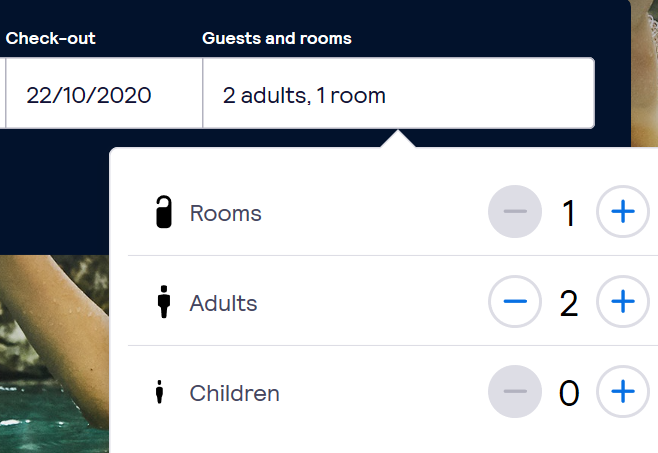 Check-out Guests and rooms
22/10/2020 2 adults, 1 room
Rooms 1
Adults 2
Children 0